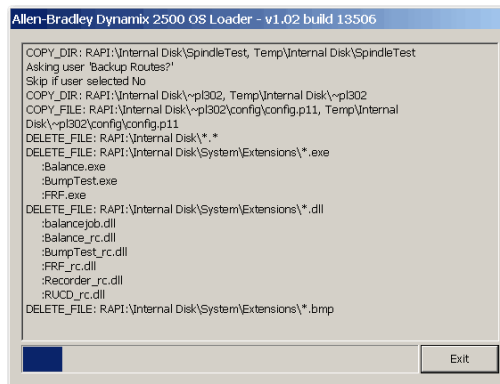 Allen-Bradley Dynamix 2500 OS Loader - v1.02 build 13506
COPY_DIR: RAPI:\Internal Disk\SpindleTest, Temp\Internal Disk\SpindleTest
Asking user 'Backup Routes?'
Skip if user selected No
COPY_DIR: RAPI:\Internal Disk\~pl302, Temp\Internal Disk\~pl302
COPY_FILE: RAPI:\Internal Disk\~pl302\config\config.p11, Temp\Internal
Disk\~pl302\config\config.p11
DELETE_FILE: RAPI:\Internal Disk\*.*
DELETE_FILE: RAPI:\Internal Disk\System\Extensions\*.exe
:Balance.exe
:BumpTest.exe
:FRF.exe
DELETE_FILE: RAPI:\Internal Disk\System\Extensions\*.dll
:balancejob.dll
:Balance_rc.dll
:BumpTest_rc.dll
:FRF_rc.dll
:Recorder_rc.dll
:RUCD_rc.dll
DELETE_FILE: RAPI:\Internal Disk\System\Extensions\*.bmp
Exit